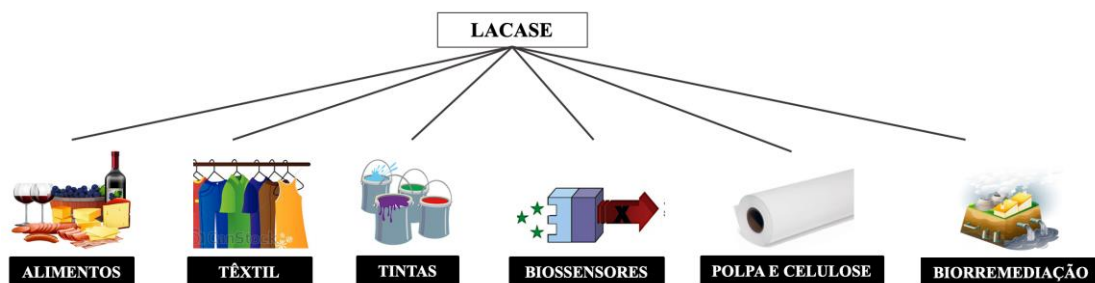 LACASE
ALIMENTOS
TÊXTIL
TINTAS
X
BIOSSENSORES
POLPA E CELULOSE
BIORREMEDIAÇÃO